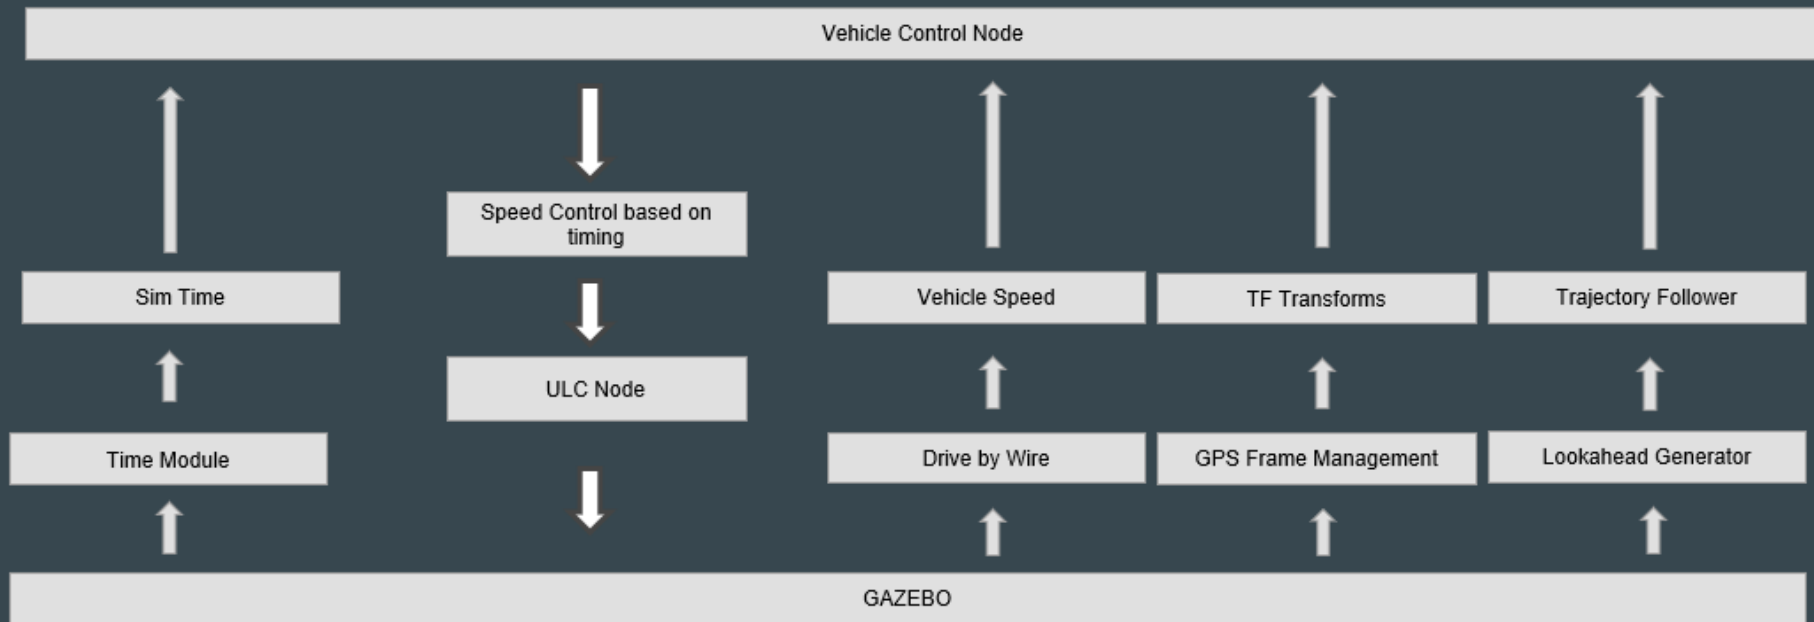 Vehicle Control Node
Speed Control based on
timing
Sim Time
Vehicle Speed
TF Transforms
Trajectory Follower
ULC Node
Time Module
Drive by Wire
GPS Frame Management
Lookahead Generator
GAZEBO